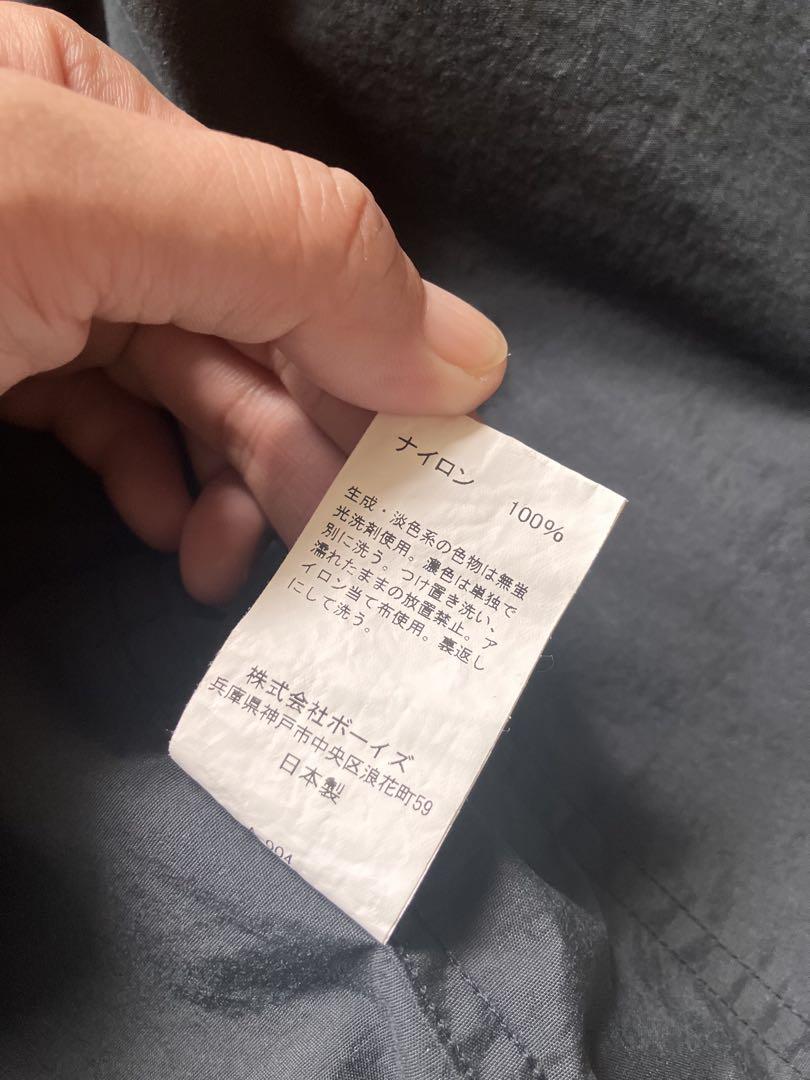 ナイロン 100%
生成・淡色系の色物は無蛍
光洗剤使用。濃色は単独で
別に洗う。つけ置き洗い、
濡れたままの放置禁止。ア
イロン当て布使用。裏返し
にして洗う。
株式会社ボーイズ
兵庫県神戸市中央区浪花町59
日本製